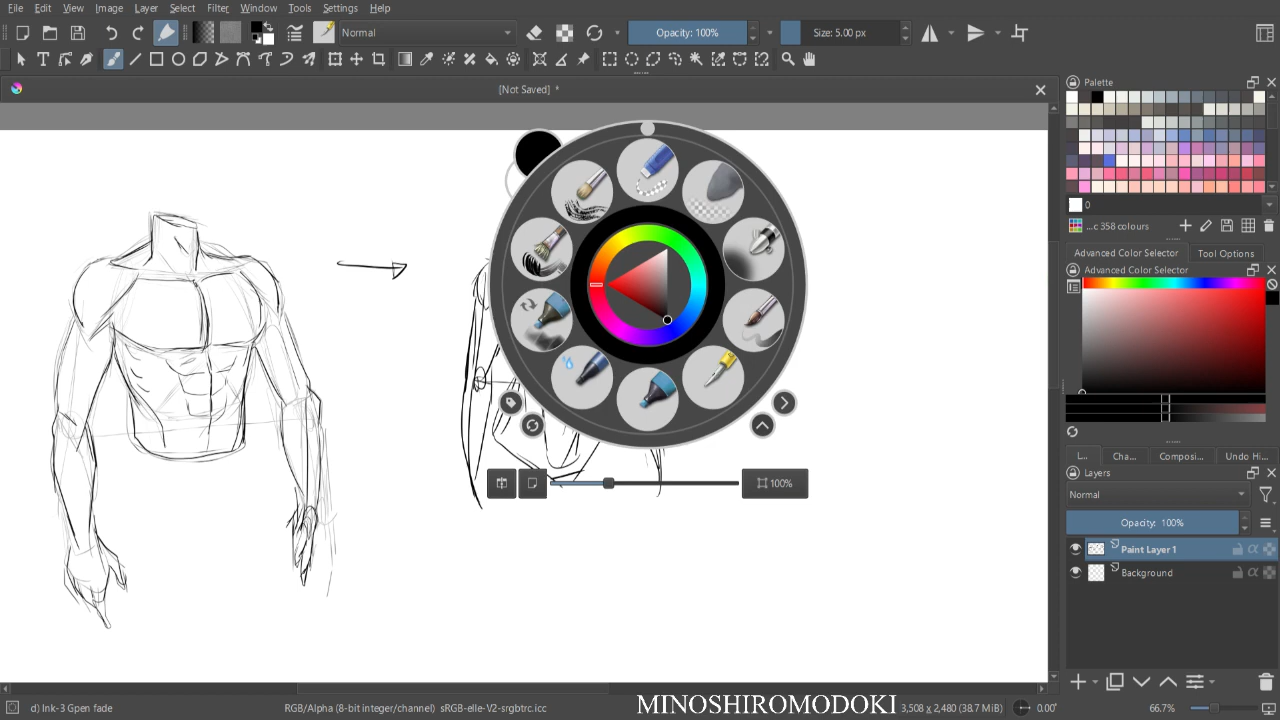 File Edit View Image Layer Select Filter Window Tools Settings Help
Normal
Opacity: 100%
Size: 5.00 px
[Not Saved] *
Palette
0
...c 358 colours
Advanced Color Selector
Tool Options
Advanced Color Selector
L...
Cha...
Composi...
Undo Hi...
Layers
Normal
Opacity: 100%
Paint Layer 1
Background
100%
d) Ink-3 Gpen fade
RGB/Alpha (8-bit integer/channel) sRGB-elle-V2-srgbtrc.icc
MINOSHIROMODOKI
3,508 x 2,480 (38.7 MiB)
0.00°
66.7%